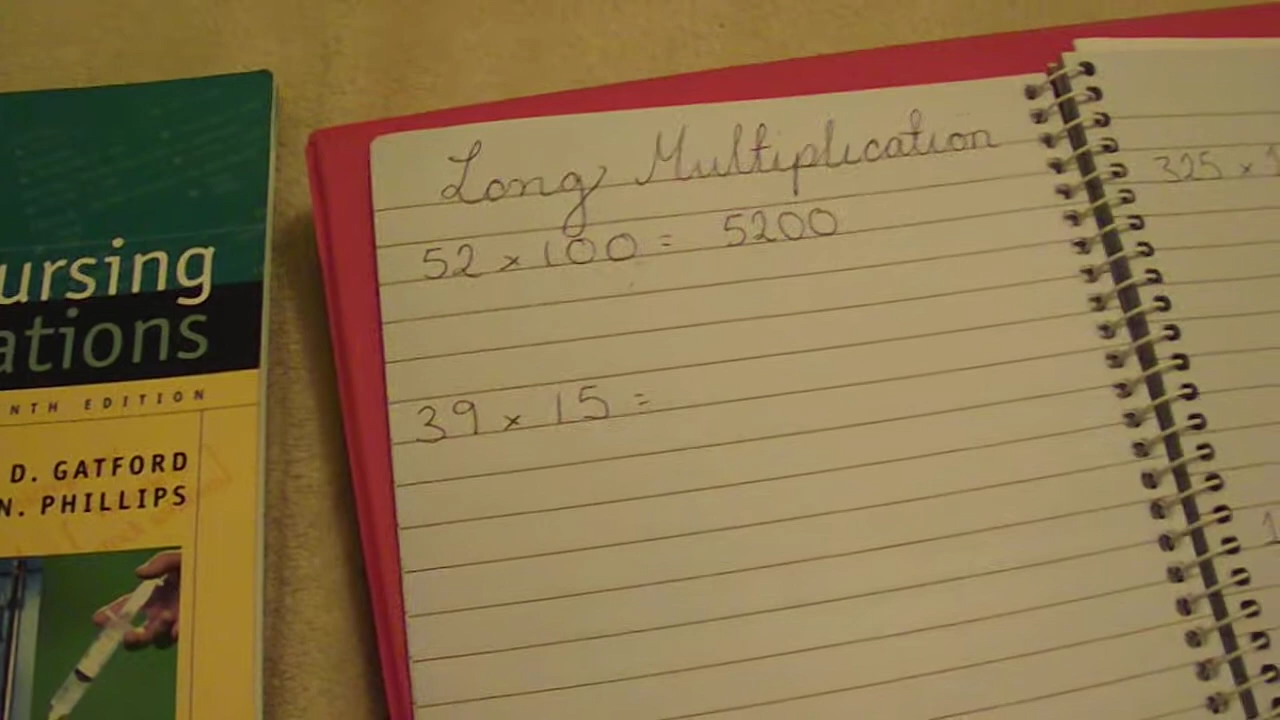 ursing
ations
NTH EDITION
D. GATFORD
N. PHILLIPS
Long Multiplication
52 × 100 = 5200
39 × 15 =
325 ×